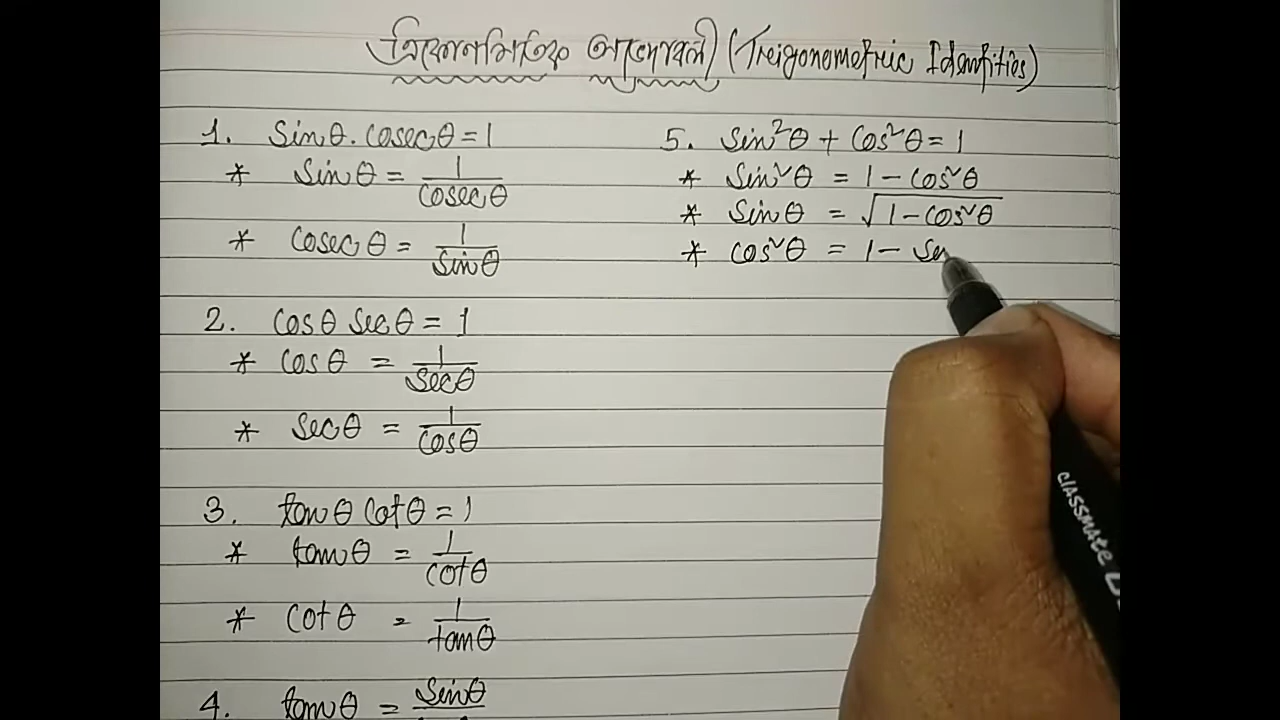 ত্রিকোণমিতিক অভেদাবলী (Treigonometric Identities)
1. Sinθ. Cosecθ = 1
* Sinθ = 1/Cosecθ
* Cosecθ = 1/Sinθ
2. Cosθ Secθ = 1
* Cosθ = 1/Secθ
* Secθ = 1/Cosθ
3. tanθ Cotθ = 1
* tanθ = 1/Cotθ
* Cotθ = 1/tanθ
4. tanθ = Sinθ
5. Sin²θ + Cos²θ = 1
* Sin²θ = 1 - Cos²θ
* Sinθ = √1 - Cos²θ
* Cos²θ = 1 -
classmate